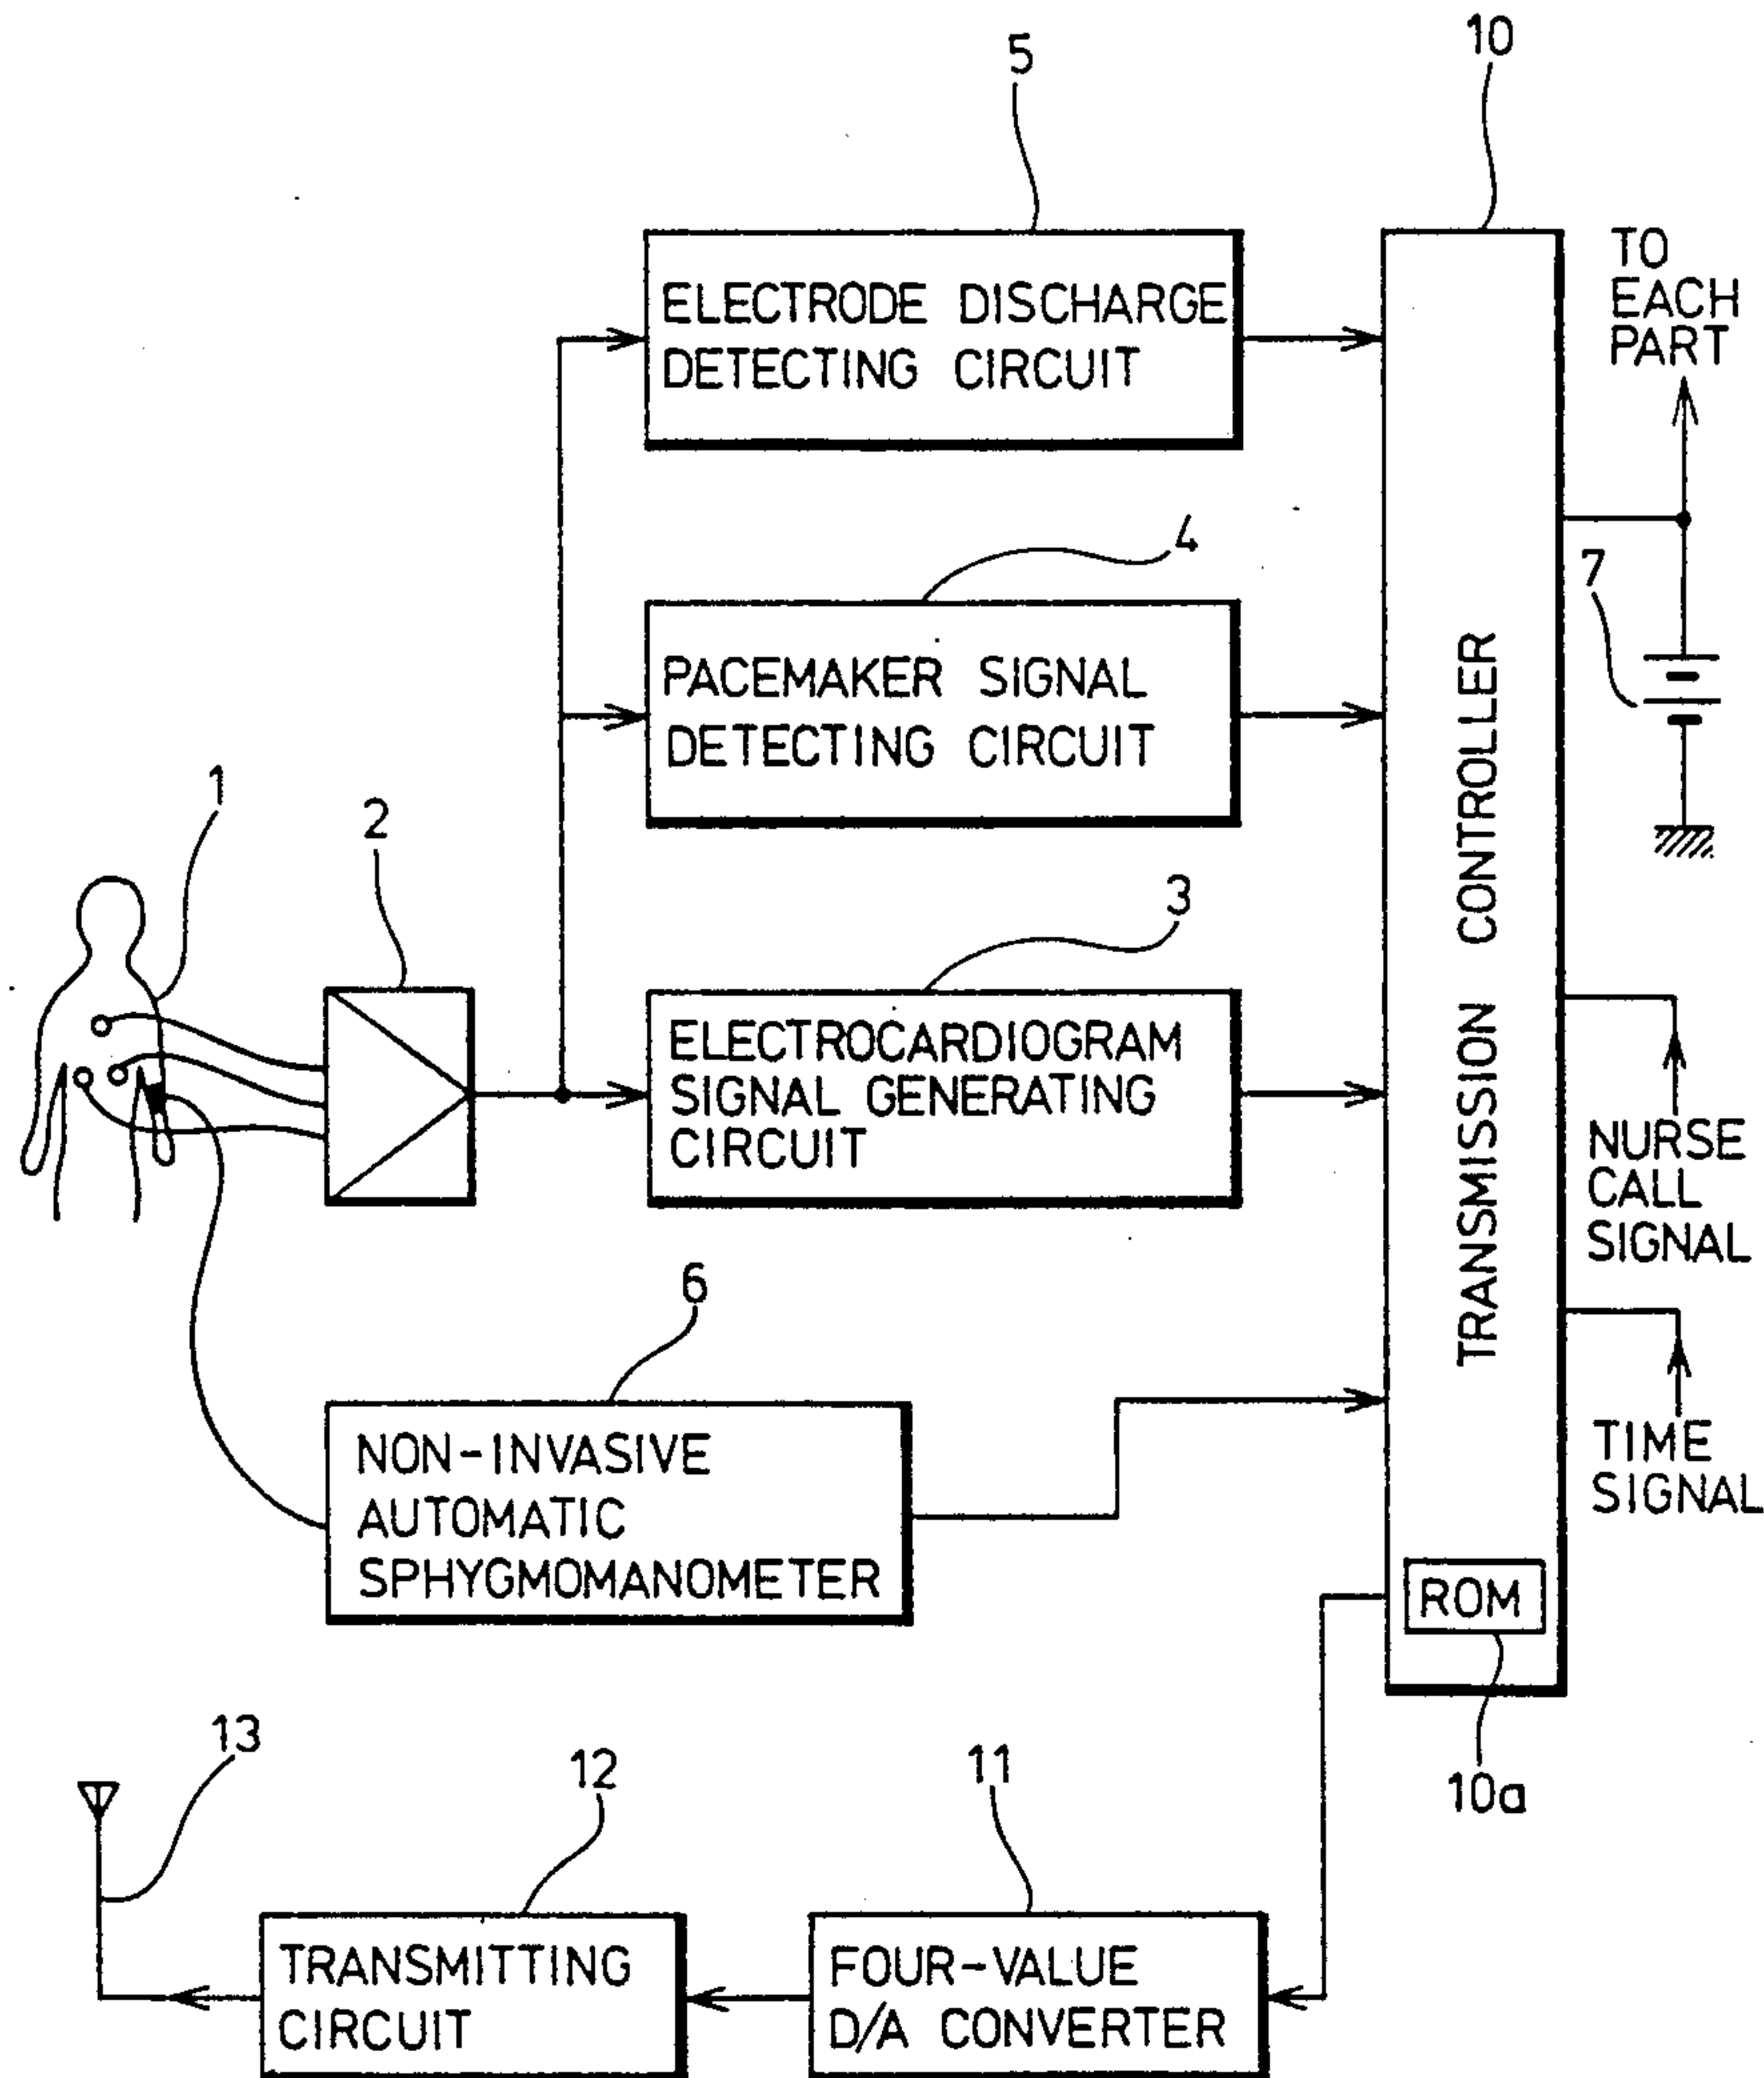 5
10
ELECTRODE DISCHARGE
DETECTING CIRCUIT
TO
EACH
PART
4
7
PACEMAKER SIGNAL
DETECTING CIRCUIT
1
2
3
ELECTROCARDIOGRAM
SIGNAL GENERATING
CIRCUIT
TRANSMISSION CONTROLLER
NURSE
CALL
SIGNAL
6
NON-INVASIVE
AUTOMATIC
SPHYGMOMANOMETER
TIME
SIGNAL
ROM
10a
13
12
11
TRANSMITTING
CIRCUIT
FOUR-VALUE
D/A CONVERTER